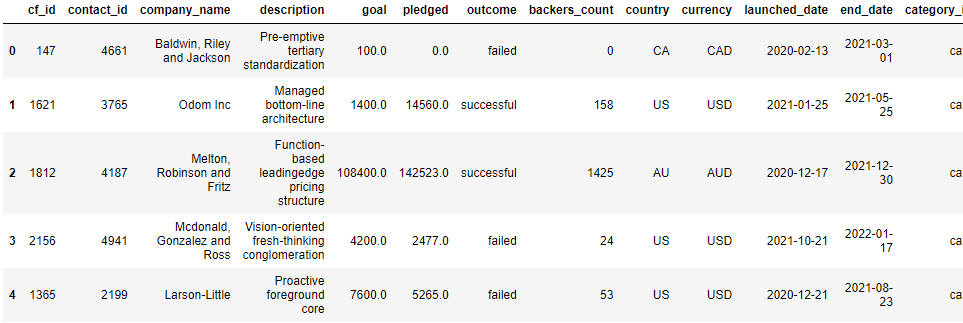 cf_id contact_id company_name description goal pledged outcome backers_count country currency launched_date end_date category_i
0 147 4661 Baldwin, Riley and Jackson Pre-emptive tertiary standardization 100.0 0.0 failed 0 CA CAD 2020-02-13 2021-03-01 ca
1 1621 3765 Odom Inc Managed bottom-line architecture 1400.0 14560.0 successful 158 US USD 2021-01-25 2021-05-25 ca
2 1812 4187 Melton, Robinson and Fritz Function-based leadingedge pricing structure 108400.0 142523.0 successful 1425 AU AUD 2020-12-17 2021-12-30 ca
3 2156 4941 Mcdonald, Gonzalez and Ross Vision-oriented fresh-thinking conglomeration 4200.0 2477.0 failed 24 US USD 2021-10-21 2022-01-17 ca
4 1365 2199 Larson-Little Proactive foreground core 7600.0 5265.0 failed 53 US USD 2020-12-21 2021-08-23 ca